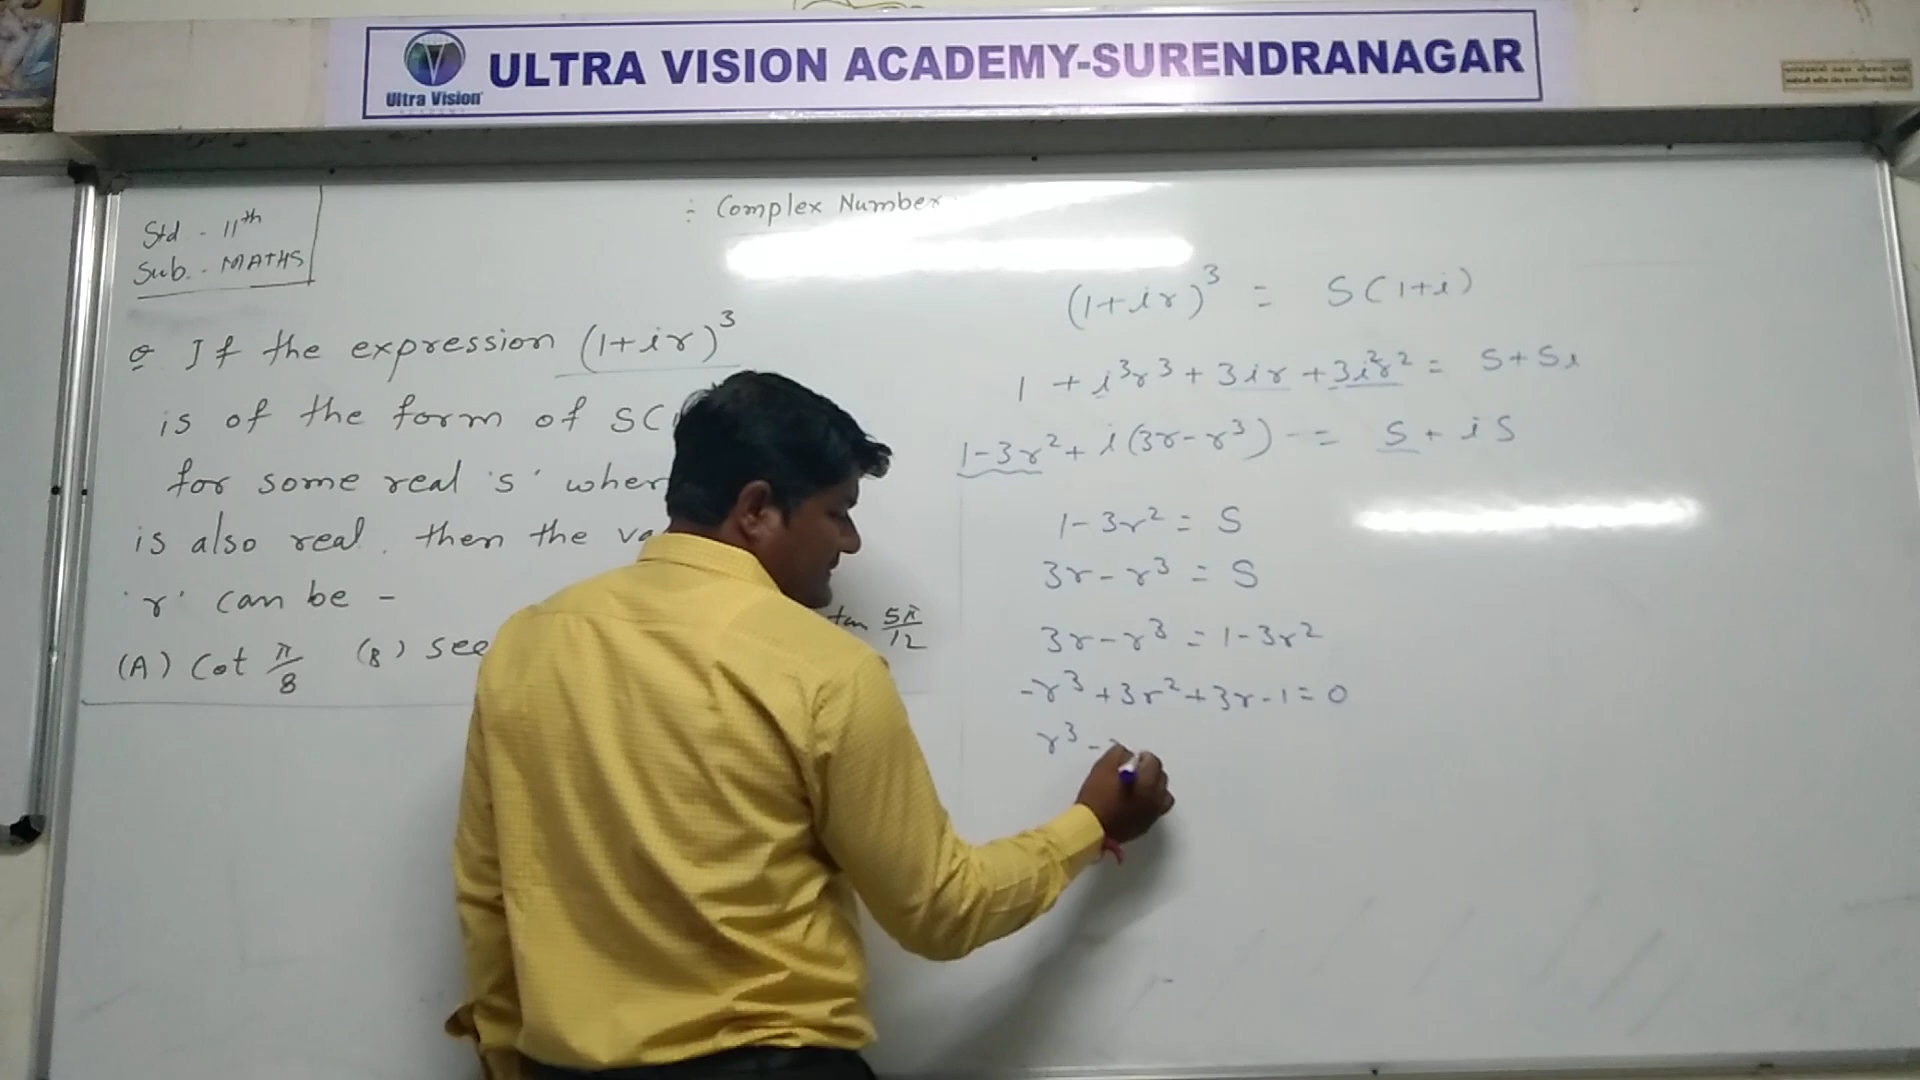 ULTRA VISION ACADEMY-SURENDRANAGAR
Ultra Vision
Std - 11th
Sub. - MATHS
:- Complex Number
Q If the expression (1+ir)³
is of the form of S(
for some real 's'
is also real. then the
'r' can be -
(A) Cot π/8 (B)
tan 5π/12
(1+ir)³ = S(1+i)
1 + i³r³ + 3ir + 3i²r² = S+Si
1-3r² + i(3r-r³) = S + iS
1-3r² = S
3r-r³ = S
3r-r³ = 1-3r²
-r³+3r²+3r-1=0
r³ -